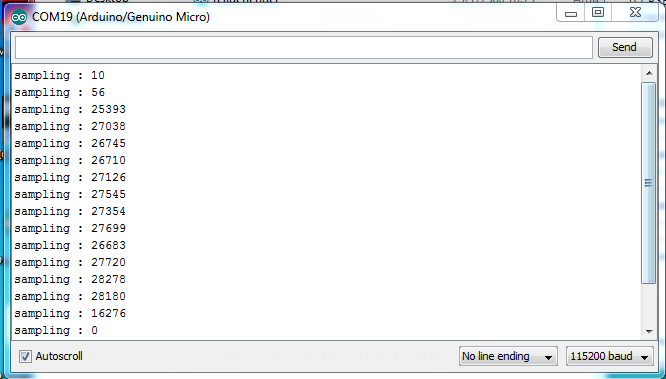 COM19 (Arduino/Genuino Micro)
Send
sampling : 10
sampling : 56
sampling : 25393
sampling : 27038
sampling : 26745
sampling : 26710
sampling : 27126
sampling : 27545
sampling : 27354
sampling : 27699
sampling : 26683
sampling : 27720
sampling : 28278
sampling : 28180
sampling : 16276
sampling : 0
Autoscroll
No line ending
115200 baud